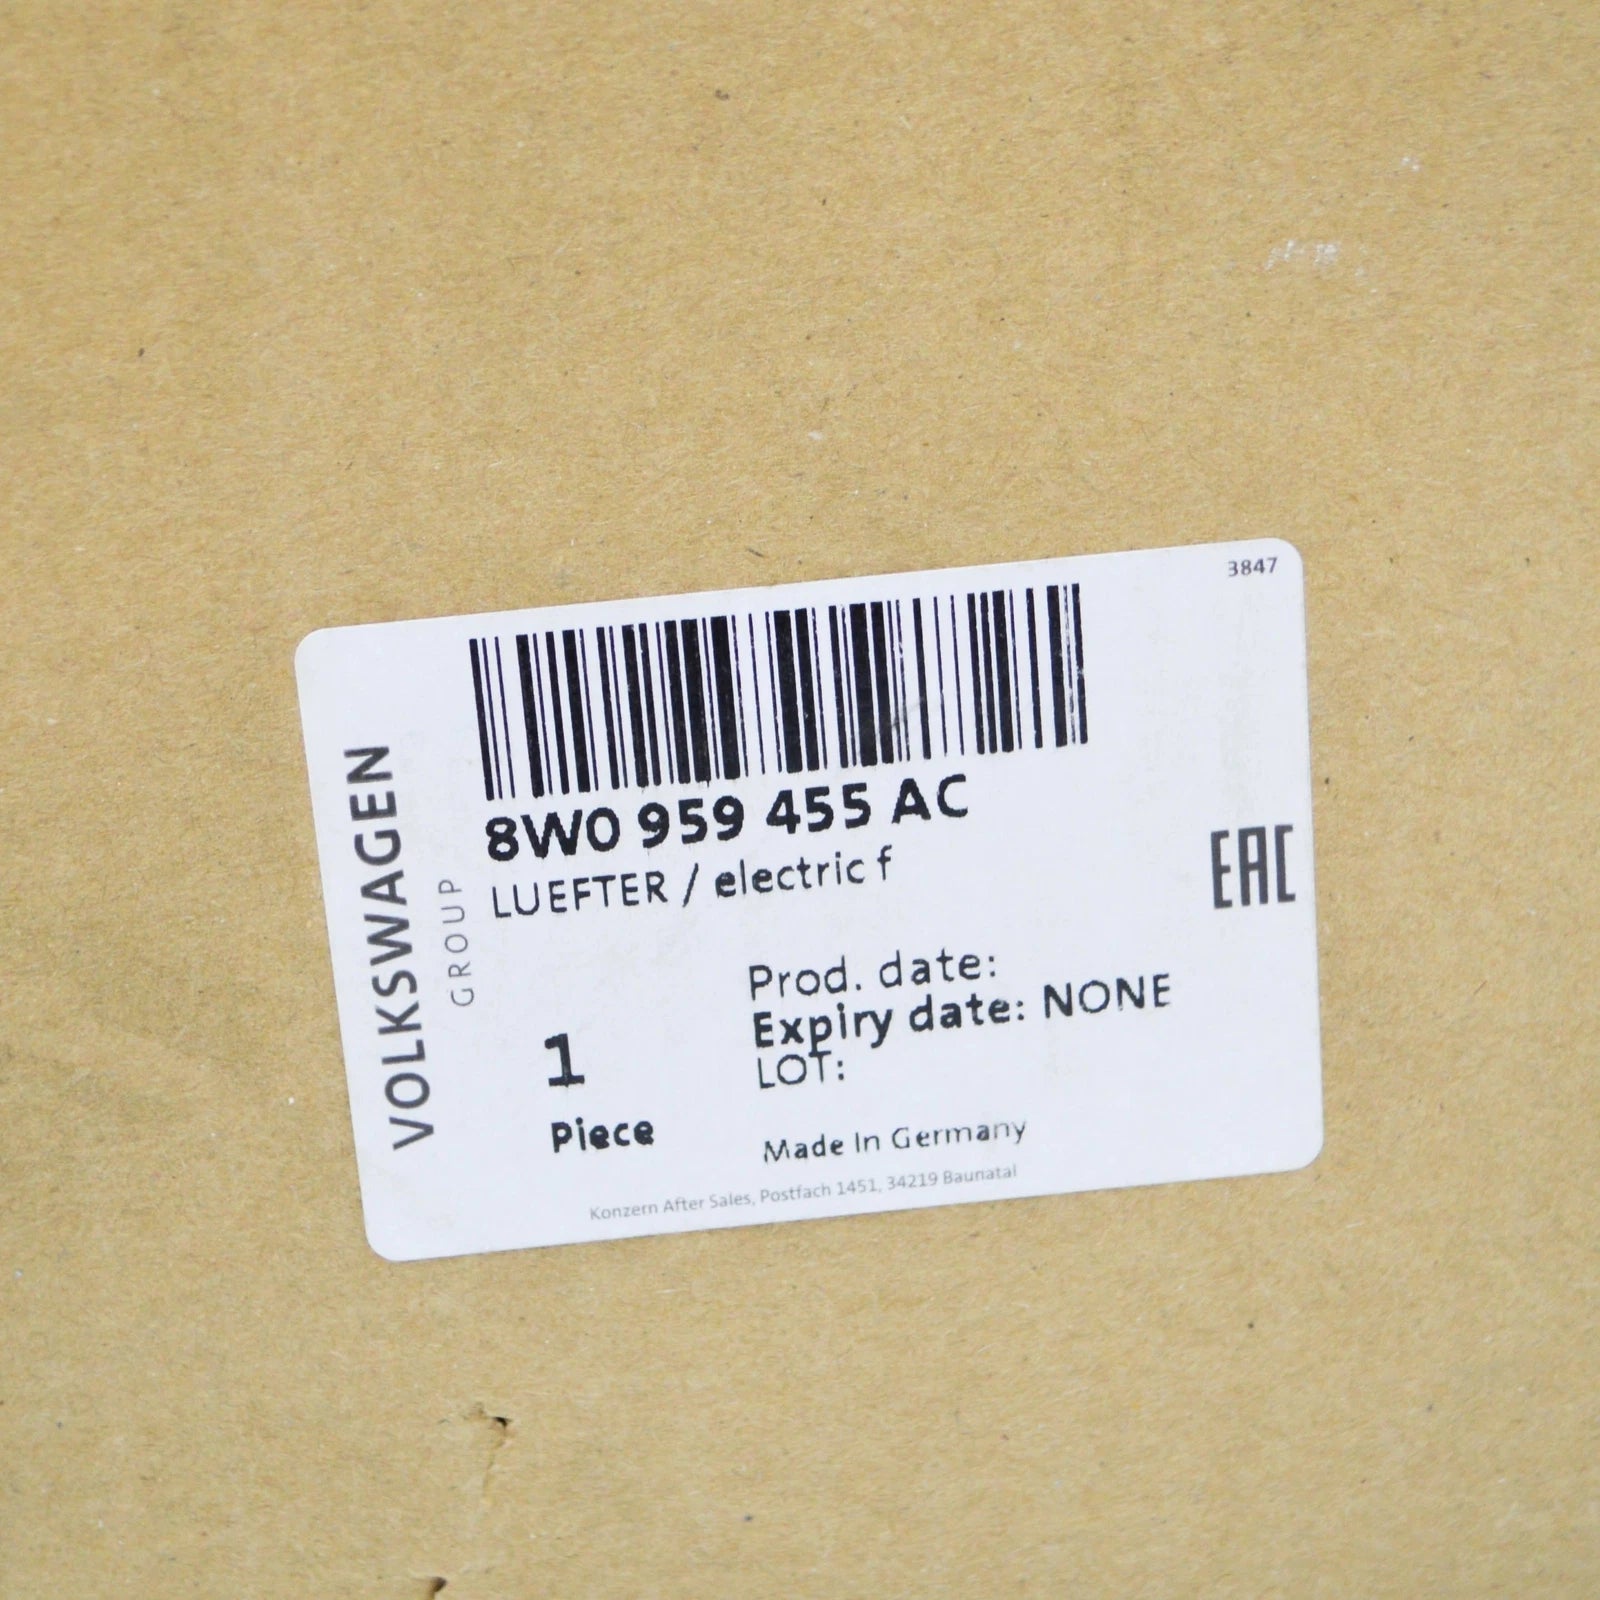 3847
VOLKSWAGEN
GROUP
8W0 959 455 AC
LUEFTER / electric f
EAC
Prod. date:
Expiry date: NONE
LOT:
1
Piece
Made In Germany
Konzern After Sales, Postfach 1451, 34219 Baunatal